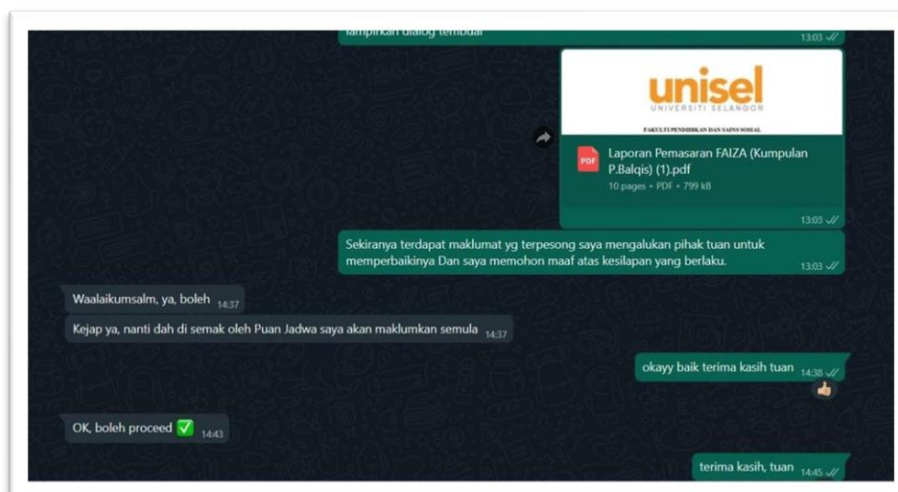 lampirkan dialog tembual
13:03
unisel
UNIVERSITI SELANGOR
FAKULTI PENDIDIKAN DAN SAINS SOSIAL
PDF
Laporan Pemasaran FAIZA (Kumpulan
P.Balqis) (1).pdf
10 pages • PDF • 799 kB
13:03
Sekiranya terdapat maklumat yg terpesong saya mengalukan pihak tuan untuk
memperbaikinya Dan saya memohon maaf atas kesilapan yang berlaku.
13:03
Waalaikumsalm, ya, boleh 14:37
Kejap ya, nanti dah di semak oleh Puan Jadwa saya akan maklumkan semula 14:37
okayy baik terima kasih tuan 14:38
OK, boleh proceed ✅ 14:43
terima kasih, tuan 14:45